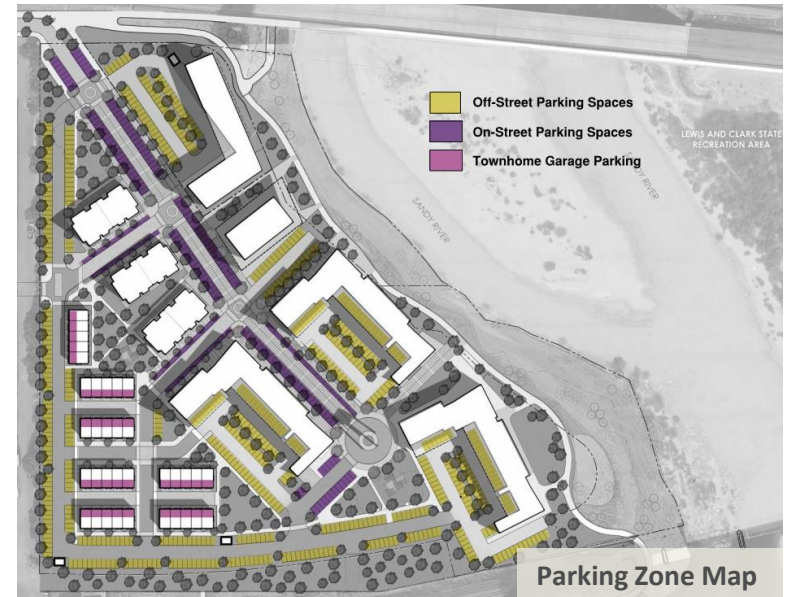 Off-Street Parking Spaces
On-Street Parking Spaces
Townhome Garage Parking
LEWIS AND CLARK STATE
RECREATION AREA
SANDY RIVER
SANDY RIVER
Parking Zone Map